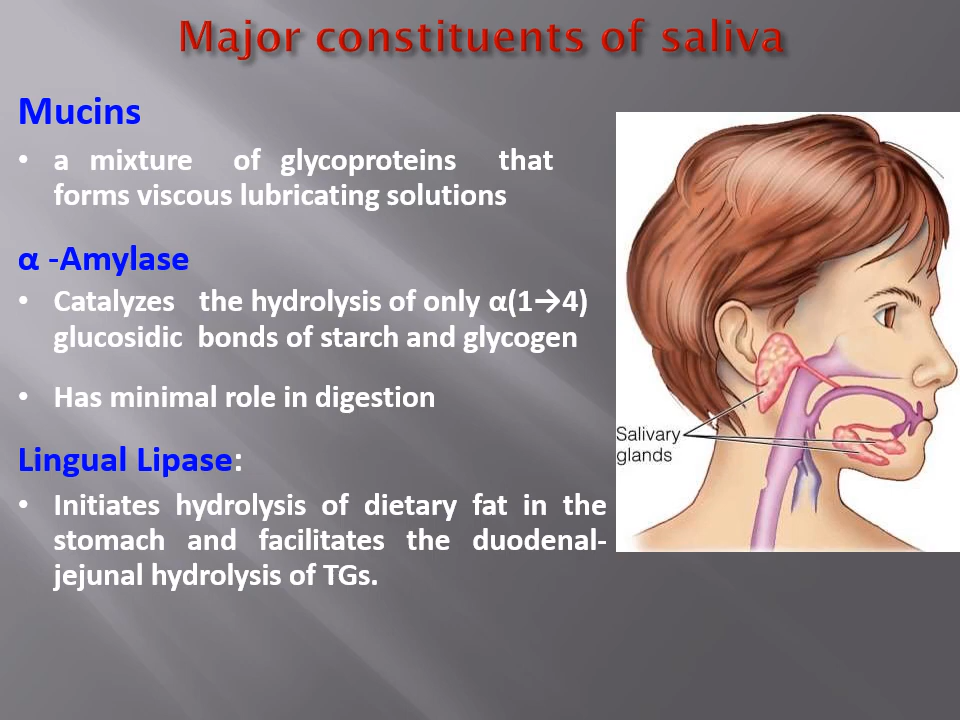 Major constituents of saliva
Mucins
• a mixture of glycoproteins that
forms viscous lubricating solutions
α -Amylase
• Catalyzes the hydrolysis of only α(1→4)
glucosidic bonds of starch and glycogen
• Has minimal role in digestion
Lingual Lipase:
• Initiates hydrolysis of dietary fat in the
stomach and facilitates the duodenal-
jejunal hydrolysis of TGs.
Salivary
glands